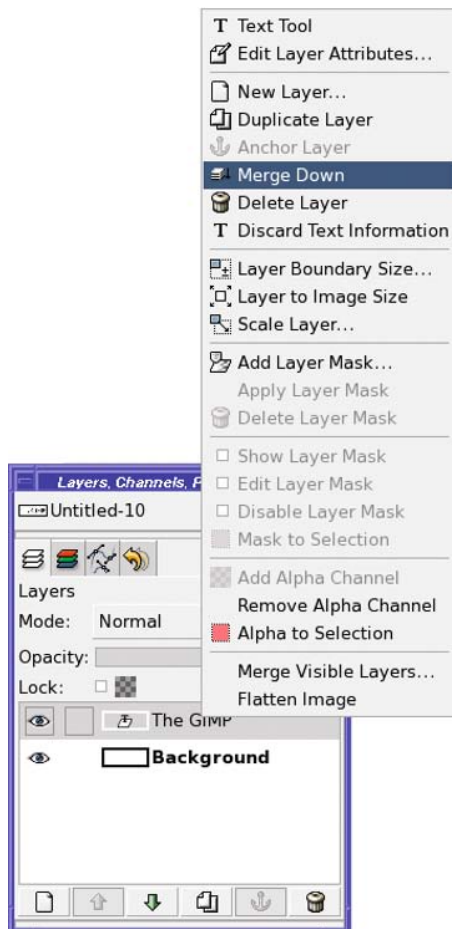 Text Tool
Edit Layer Attributes...
New Layer...
Duplicate Layer
Anchor Layer
Merge Down
Delete Layer
Discard Text Information
Layer Boundary Size...
Layer to Image Size
Scale Layer...
Add Layer Mask...
Apply Layer Mask
Delete Layer Mask
Show Layer Mask
Edit Layer Mask
Disable Layer Mask
Mask to Selection
Add Alpha Channel
Remove Alpha Channel
Alpha to Selection
Merge Visible Layers...
Flatten Image
Layers, Channels, P
Untitled-10
Layers
Mode: Normal
Opacity:
Lock:
The GIMP
Background